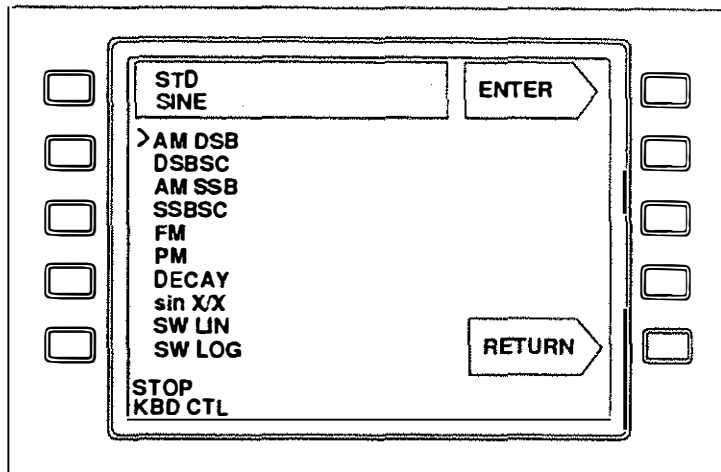 STD
SINE
ENTER
>AM DSB
DSBSC
AM SSB
SSBSC
FM
PM
DECAY
sin X/X
SW LIN
SW LOG
RETURN
STOP
KBD CTL